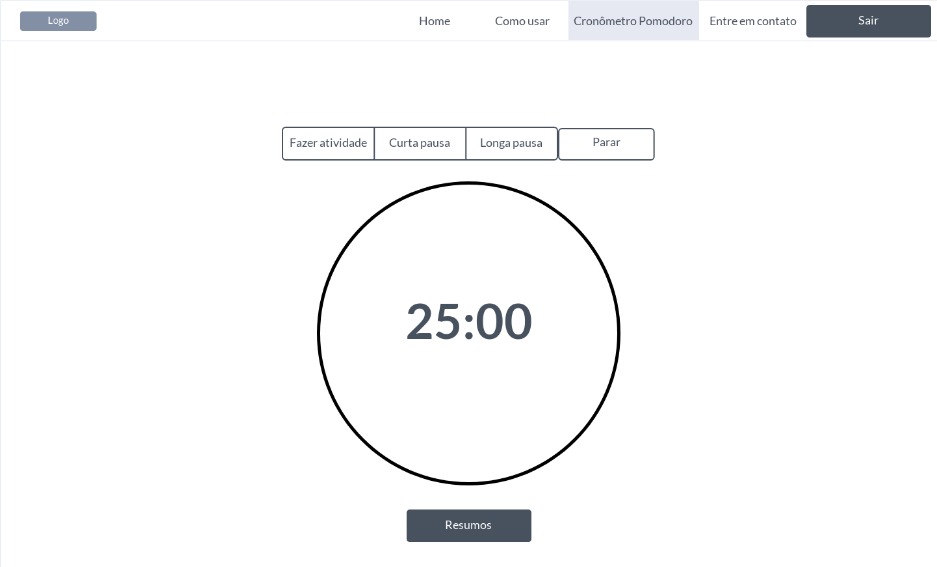 Logo
Home
Como usar
Cronômetro Pomodoro
Entre em contato
Sair
Fazer atividade
Curta pausa
Longa pausa
Parar
25:00
Resumos